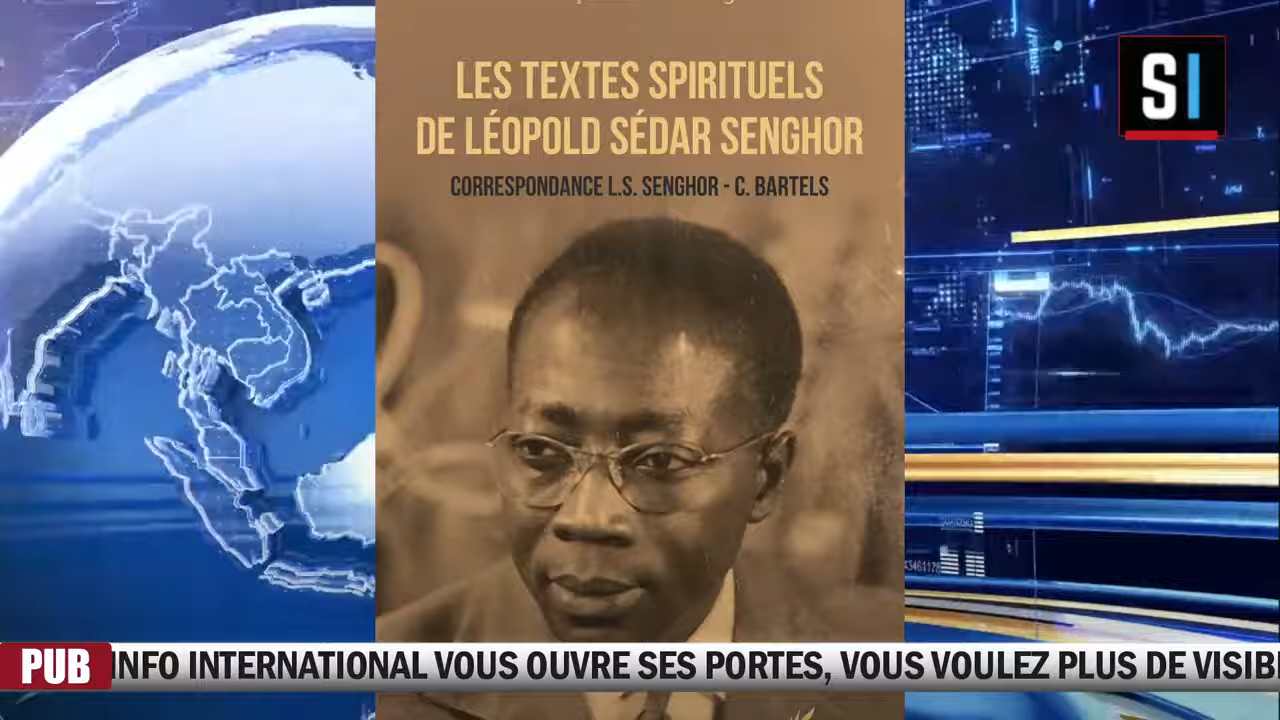 LES TEXTES SPIRITUELS
DE LÉOPOLD SÉDAR SENGHOR
CORRESPONDANCE L.S. SENGHOR - C. BARTELS
SI
PUB
INFO INTERNATIONAL VOUS OUVRE SES PORTES, VOUS VOULEZ PLUS DE VISIB